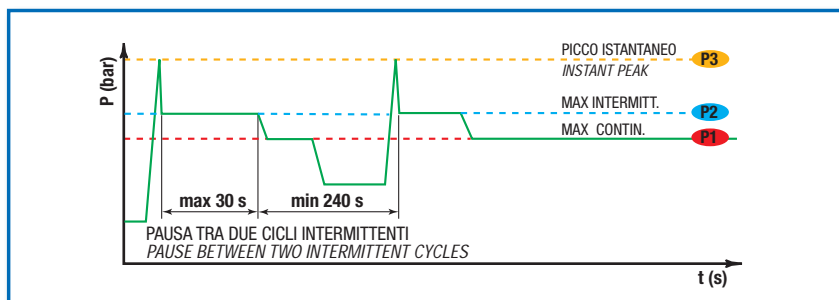 P (bar)
PICCO ISTANTANEO
INSTANT PEAK
P3
MAX INTERMITT.
P2
MAX CONTIN.
P1
max 30 s
min 240 s
PAUSA TRA DUE CICLI INTERMITTENTI
PAUSE BETWEEN TWO INTERMITTENT CYCLES
t (s)